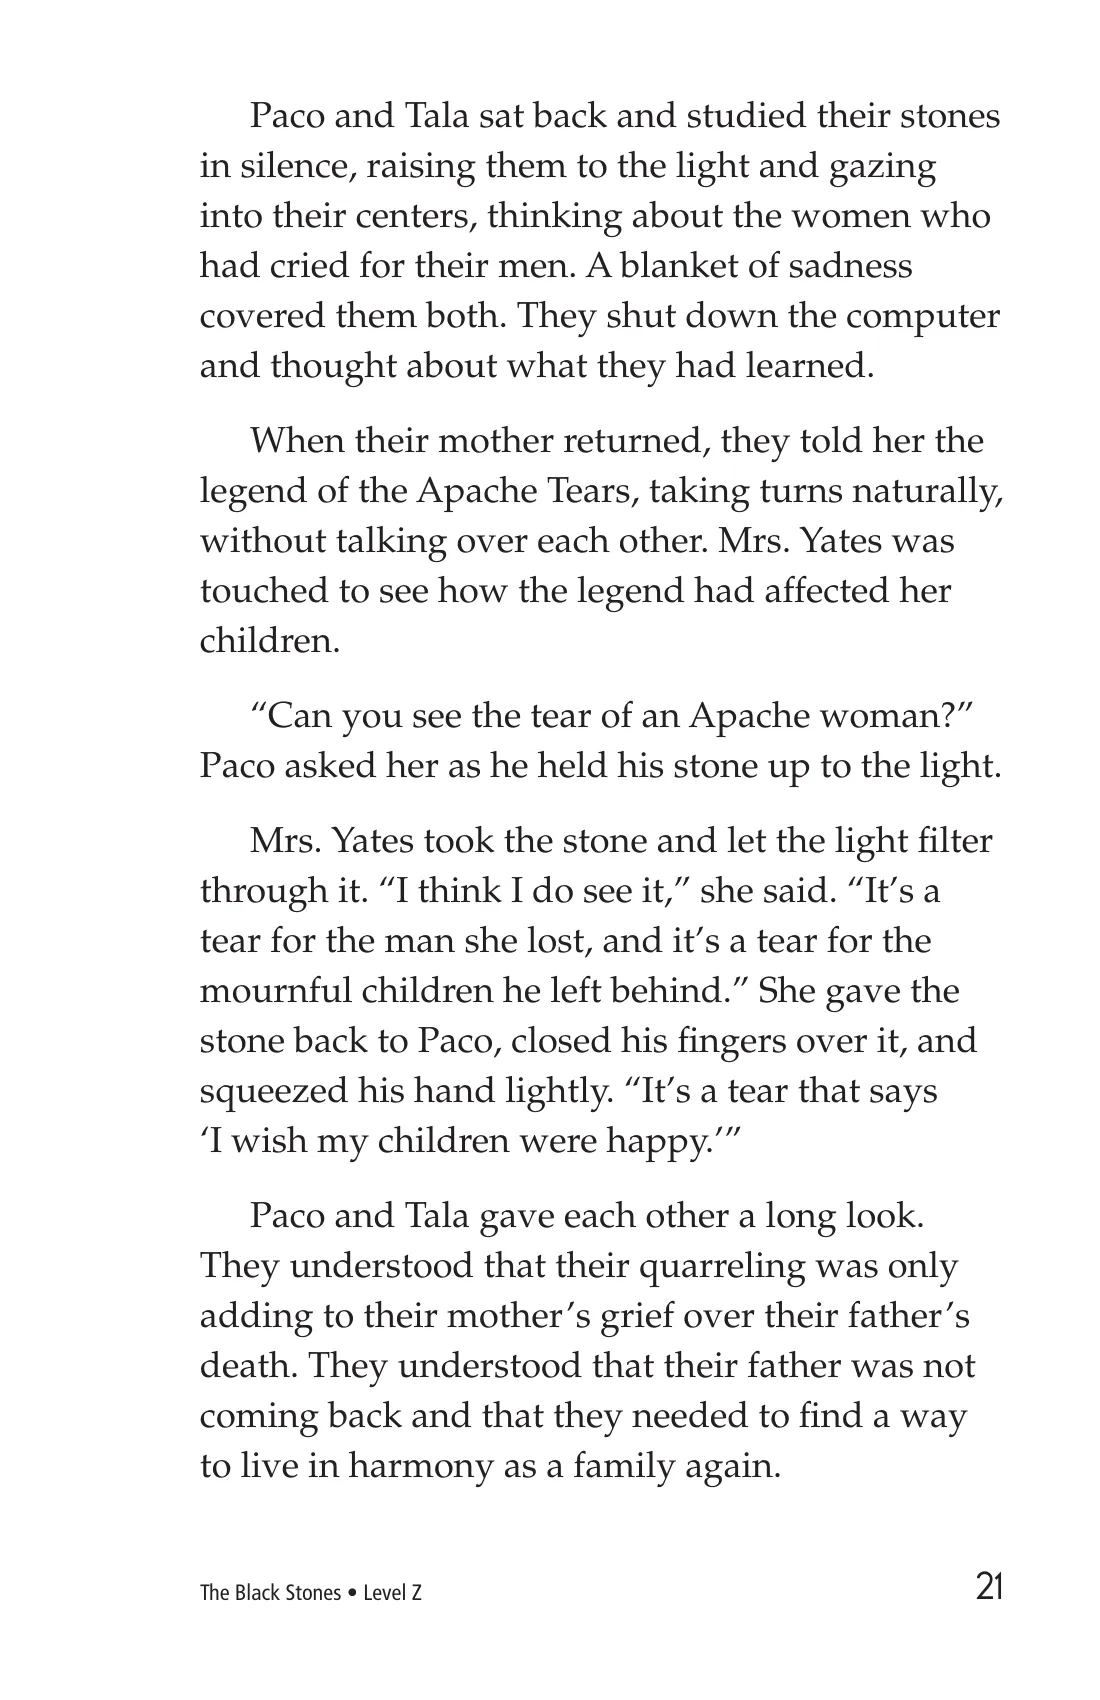 Paco and Tala sat back and studied their stones
in silence, raising them to the light and gazing
into their centers, thinking about the women who
had cried for their men. A blanket of sadness
covered them both. They shut down the computer
and thought about what they had learned.
When their mother returned, they told her the
legend of the Apache Tears, taking turns naturally,
without talking over each other. Mrs. Yates was
touched to see how the legend had affected her
children.
“Can you see the tear of an Apache woman?”
Paco asked her as he held his stone up to the light.
Mrs. Yates took the stone and let the light filter
through it. “I think I do see it,” she said. “It’s a
tear for the man she lost, and it’s a tear for the
mournful children he left behind.” She gave the
stone back to Paco, closed his fingers over it, and
squeezed his hand lightly. “It’s a tear that says
‘I wish my children were happy.’”
Paco and Tala gave each other a long look.
They understood that their quarreling was only
adding to their mother’s grief over their father’s
death. They understood that their father was not
coming back and that they needed to find a way
to live in harmony as a family again.
The Black Stones • Level Z
21